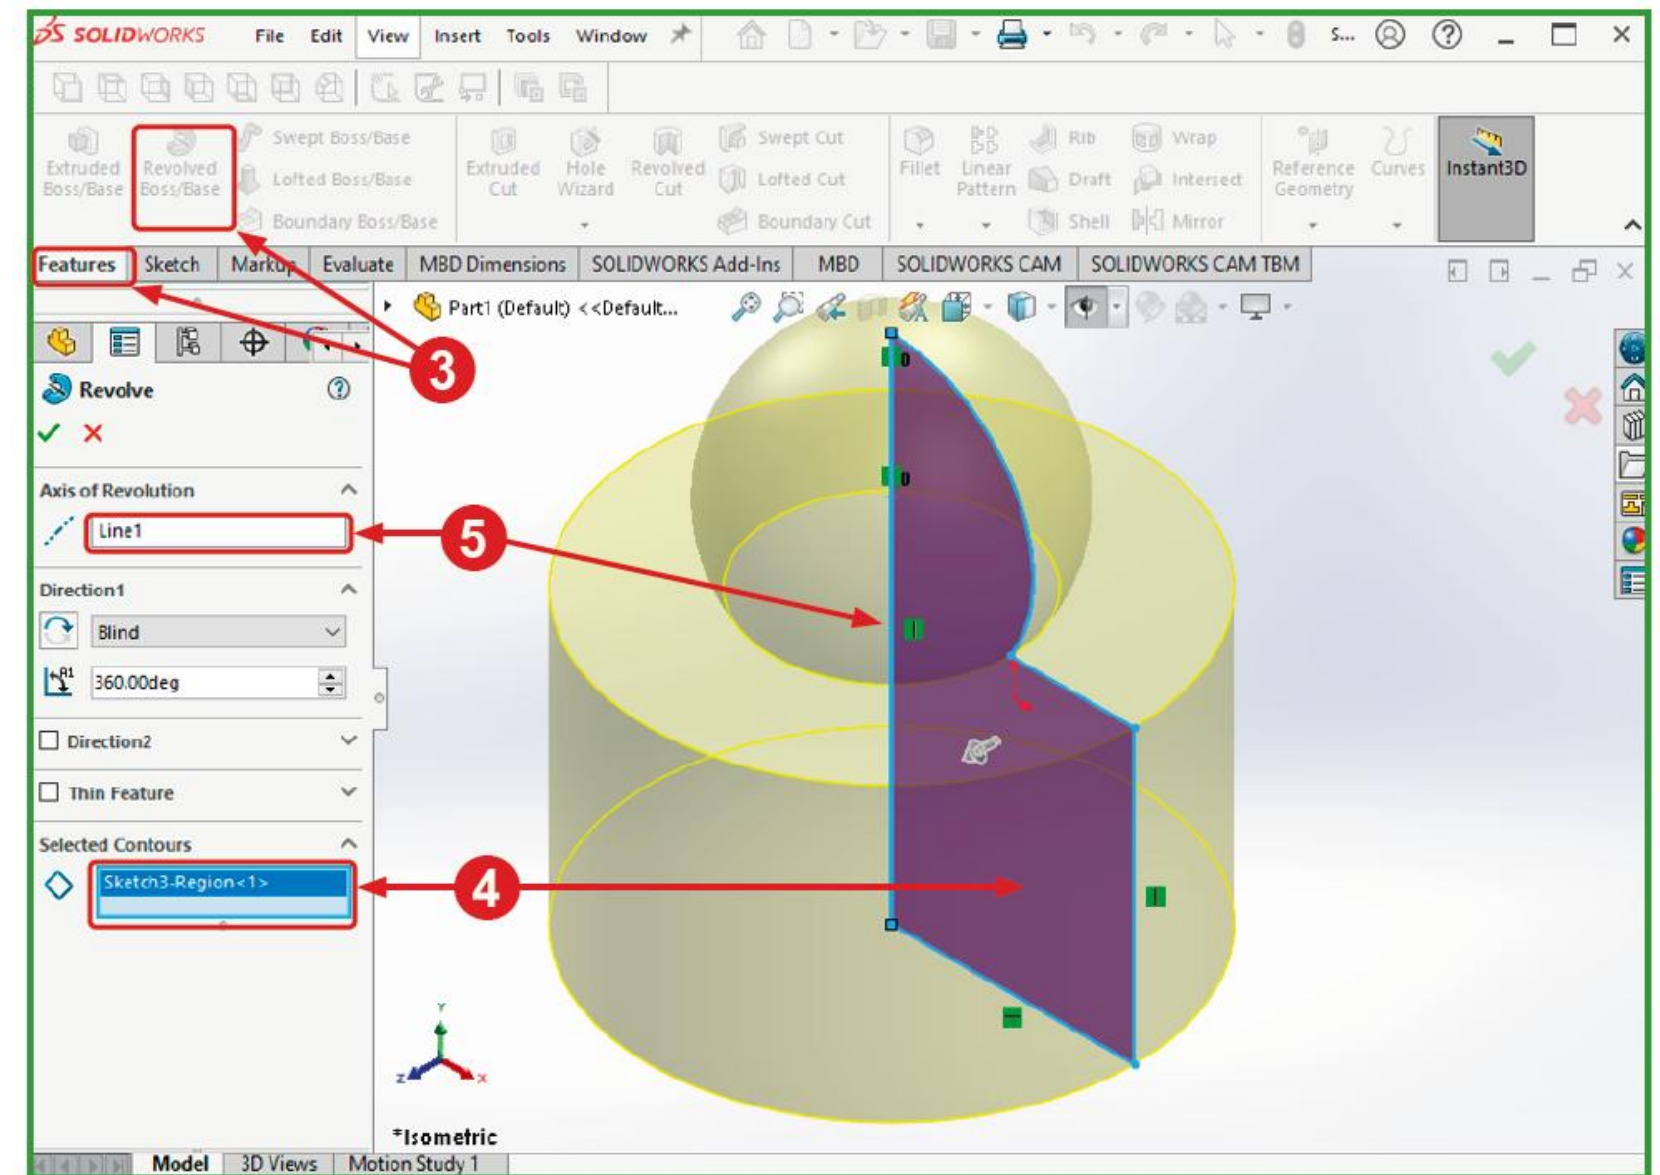 SOLIDWORKS File Edit View Insert Tools Window S...
Extruded Boss/Base
Revolved Boss/Base
Swept Boss/Base
Lofted Boss/Base
Boundary Boss/Base
Extruded Cut
Hole Wizard
Revolved Cut
Swept Cut
Lofted Cut
Boundary Cut
Fillet
Linear Pattern
Rib
Draft
Shell
Wrap
Intersect
Mirror
Reference Geometry
Curves
Instant3D
Features Sketch Markup Evaluate MBD Dimensions SOLIDWORKS Add-Ins MBD SOLIDWORKS CAM SOLIDWORKS CAM TBM
Part1 (Default) <<Default...
3
Revolve
Axis of Revolution
Line1
5
Direction1
Blind
A1
360.00deg
Direction2
Thin Feature
Selected Contours
Sketch3-Region<1>
4
0
0
Y
Z
X
*Isometric
Model 3D Views Motion Study 1